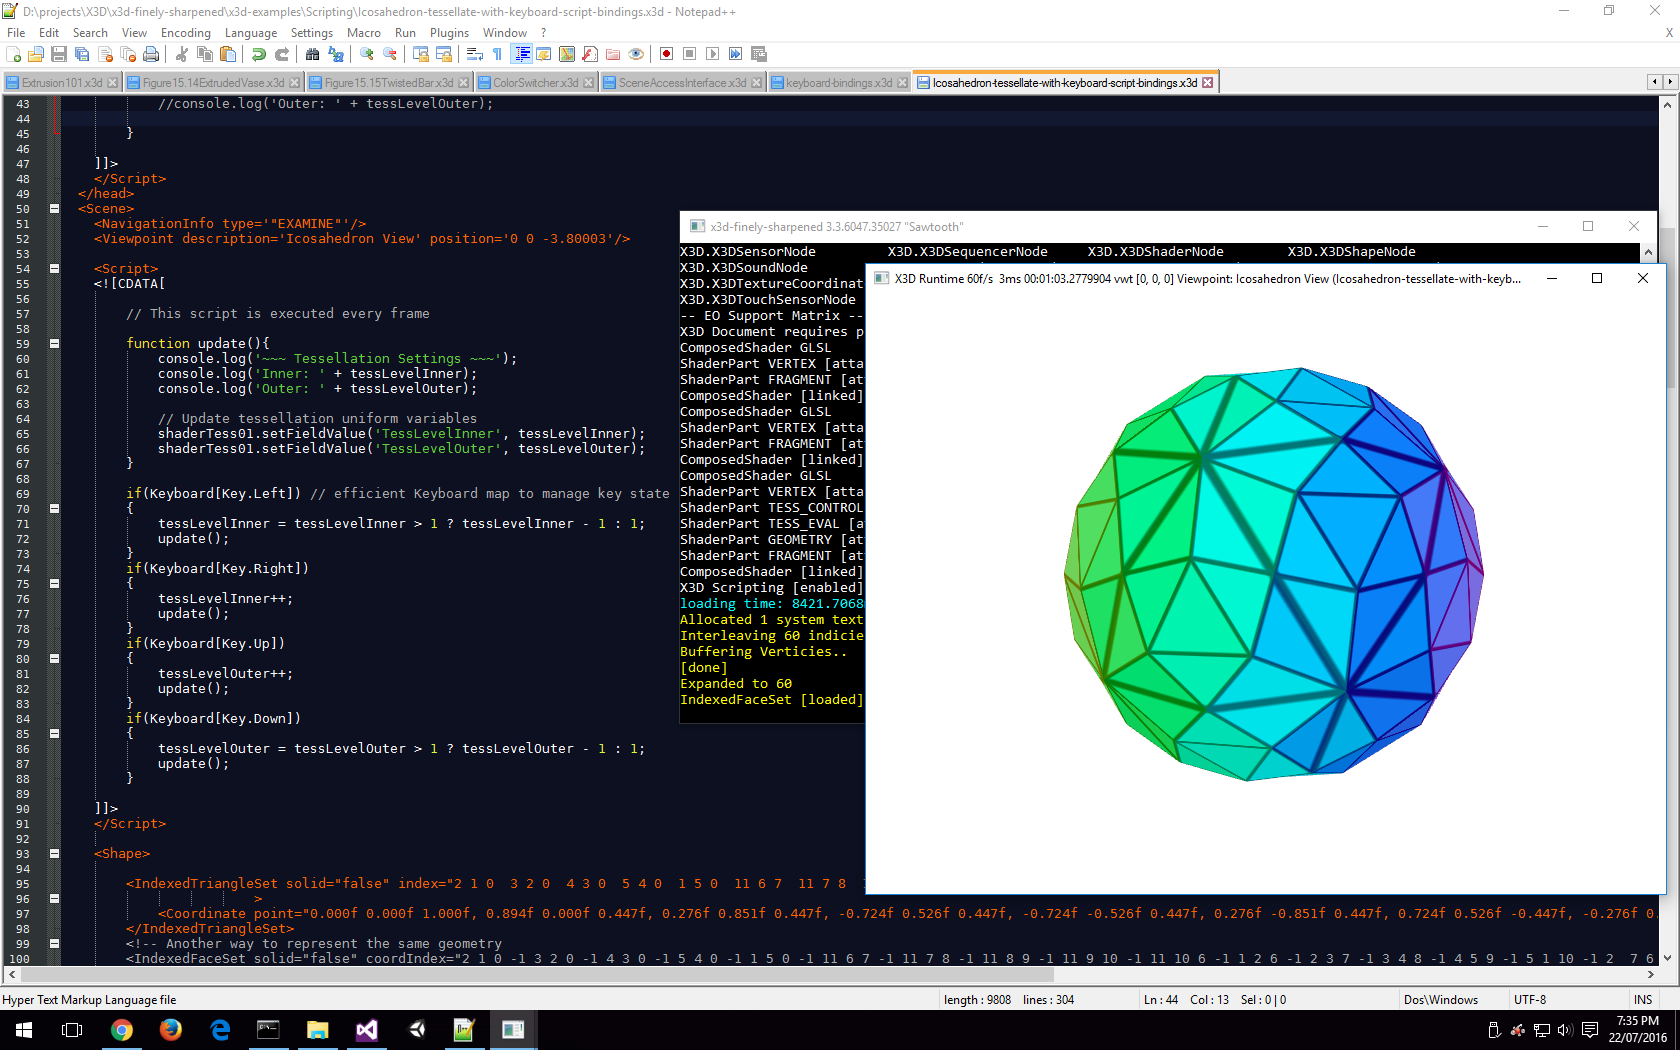 D:\projects\X3D\x3d-finely-sharpened\x3d-examples\Scripting\Icosahedron-tessellate-with-keyboard-script-bindings.x3d - Notepad++
File Edit Search View Encoding Language Settings Macro Run Plugins Window ? X
Extrusion101.x3d Figure15.14ExtrudedVase.x3d Figure15.15TwistedBar.x3d ColorSwitcher.x3d SceneAccessInterface.x3d keyboard-bindings.x3d Icosahedron-tessellate-with-keyboard-script-bindings.x3d
43 //console.log('Outer: ' + tessLevelOuter);
44
45 }
46
47 ]]>
48 </Script>
49 </head>
50 <Scene>
51 <NavigationInfo type='"EXAMINE"'/>
52 <Viewpoint description='Icosahedron View' position='0 0 -3.80003'/>
53
54 <Script>
55 <![CDATA[
56
57 // This script is executed every frame
58
59 function update(){
60 console.log('~~~ Tessellation Settings ~~~');
61 console.log('Inner: ' + tessLevelInner);
62 console.log('Outer: ' + tessLevelOuter);
63
64 // Update tessellation uniform variables
65 shaderTess01.setFieldValue('TessLevelInner', tessLevelInner);
66 shaderTess01.setFieldValue('TessLevelOuter', tessLevelOuter);
67 }
68
69 if(Keyboard[Key.Left]) // efficient Keyboard map to manage key state
70 {
71 tessLevelInner = tessLevelInner > 1 ? tessLevelInner - 1 : 1;
72 update();
73 }
74 if(Keyboard[Key.Right])
75 {
76 tessLevelInner++;
77 update();
78 }
79 if(Keyboard[Key.Up])
80 {
81 tessLevelOuter++;
82 update();
83 }
84 if(Keyboard[Key.Down])
85 {
86 tessLevelOuter = tessLevelOuter > 1 ? tessLevelOuter - 1 : 1;
87 update();
88 }
89
90 ]]>
91 </Script>
92
93 <Shape>
94
95 <IndexedTriangleSet solid="false" index="2 1 0 3 2 0 4 3 0 5 4 0 1 5 0 11 6 7 11 7 8
96 >
97 <Coordinate point="0.000f 0.000f 1.000f, 0.894f 0.000f 0.447f, 0.276f 0.851f 0.447f, -0.724f 0.526f 0.447f, -0.724f -0.526f 0.447f, 0.276f -0.851f 0.447f, 0.724f 0.526f -0.447f, -0.276f 0.
98 </IndexedTriangleSet>
99 <!-- Another way to represent the same geometry
100 <IndexedFaceSet solid="false" coordIndex="2 1 0 -1 3 2 0 -1 4 3 0 -1 5 4 0 -1 1 5 0 -1 11 6 7 -1 11 7 8 -1 11 8 9 -1 11 9 10 -1 11 10 6 -1 1 2 6 -1 2 3 7 -1 3 4 8 -1 4 5 9 -1 5 1 10 -1 2 7 6
x3d-finely-sharpened 3.3.6047.35027 "Sawtooth"
X3D.X3DSensorNode X3D.X3DSequencerNode X3D.X3DShaderNode X3D.X3DShapeNode
X3D.X3DSoundNode
X3D.X3DTextureCoordinat
X3D.X3DTouchSensorNode
-- EO Support Matrix --
X3D Document requires p
ComposedShader GLSL
ShaderPart VERTEX [atta
ShaderPart FRAGMENT [at
ComposedShader [linked]
ComposedShader GLSL
ShaderPart VERTEX [atta
ShaderPart FRAGMENT [at
ComposedShader [linked]
ComposedShader GLSL
ShaderPart VERTEX [atta
ShaderPart TESS_CONTROL
ShaderPart TESS_EVAL [a
ShaderPart GEOMETRY [at
ShaderPart FRAGMENT [at
ComposedShader [linked]
X3D Scripting [enabled]
loading time: 8421.7068
Allocated 1 system text
Interleaving 60 indicie
Buffering Verticies..
[done]
Expanded to 60
IndexedFaceSet [loaded]
X3D Runtime 60f/s 3ms 00:01:03.2779904 vwt [0, 0, 0] Viewpoint: Icosahedron View (Icosahedron-tessellate-with-keyb...
Hyper Text Markup Language file length : 9808 lines : 304 Ln : 44 Col : 13 Sel : 0 | 0 Dos\Windows UTF-8 INS
7:35 PM
22/07/2016